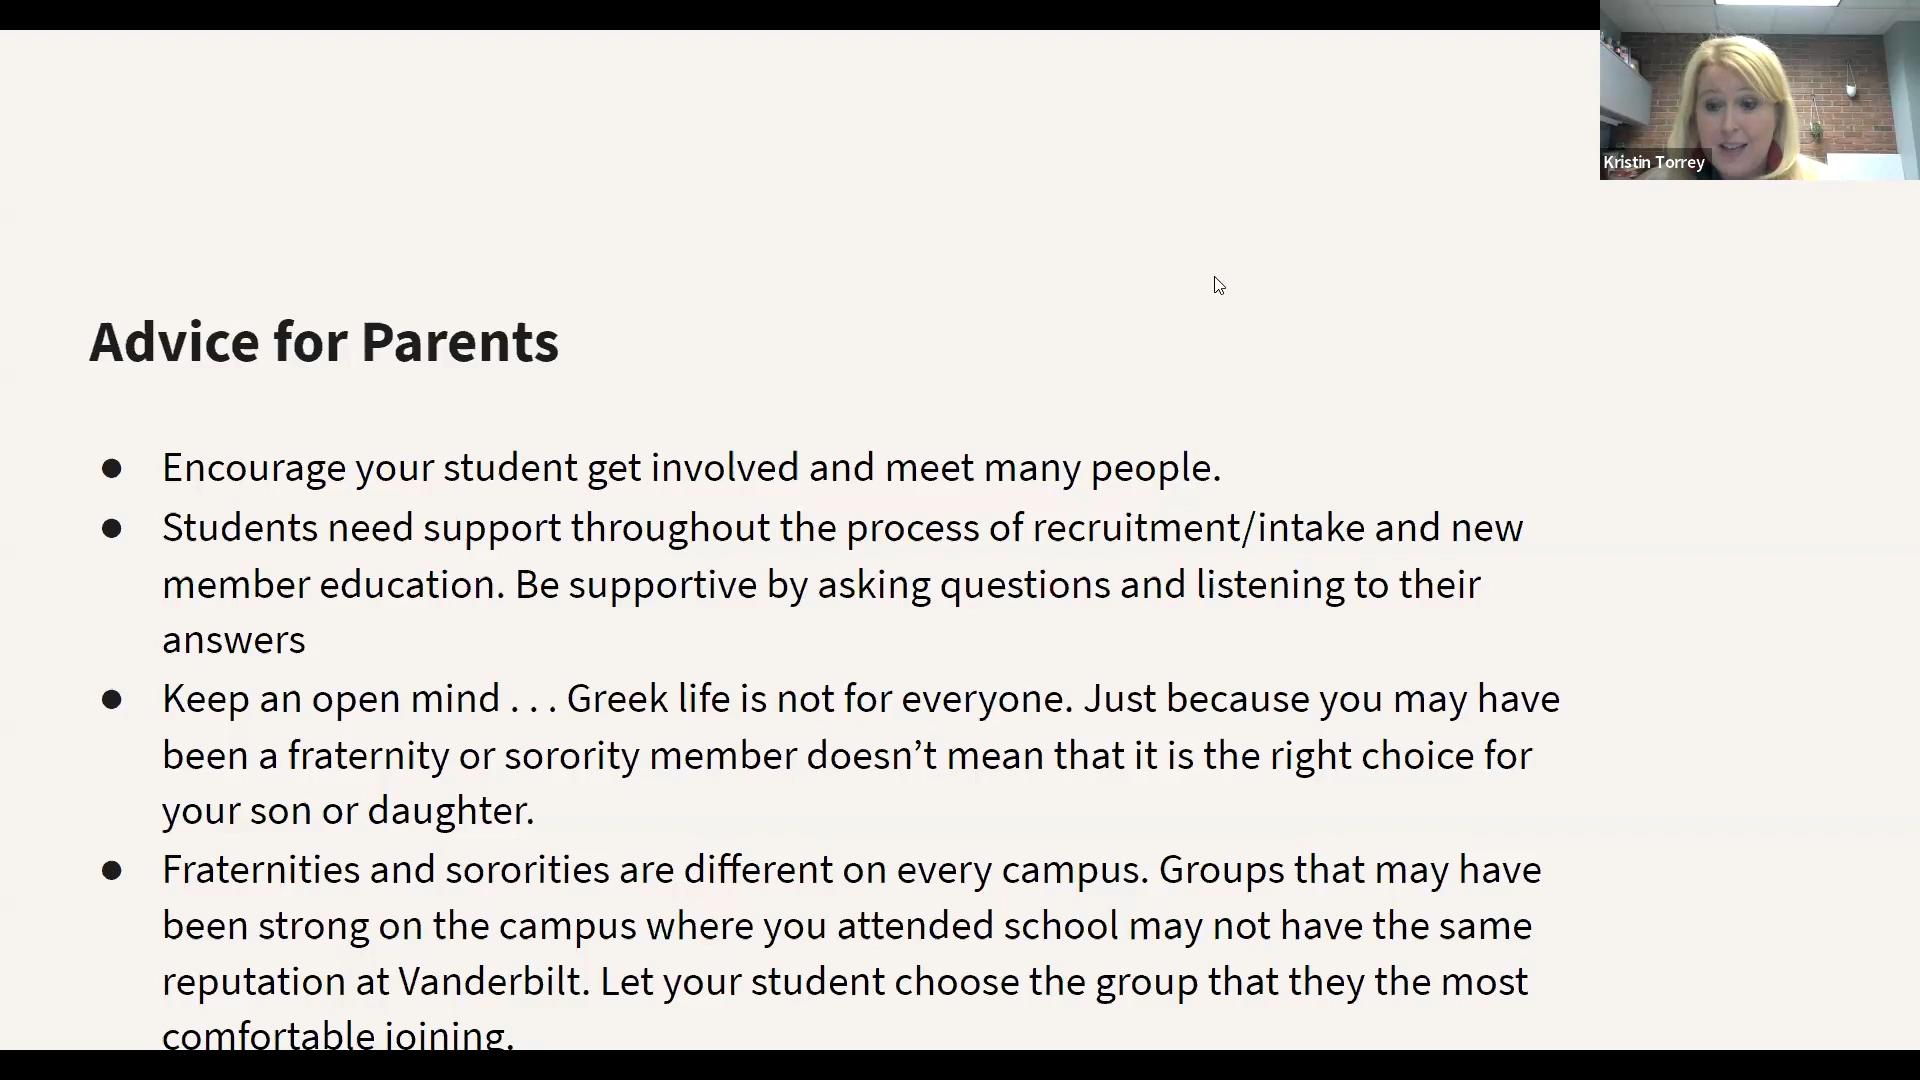 Kristin Torrey
Advice for Parents
● Encourage your student get involved and meet many people.
● Students need support throughout the process of recruitment/intake and new
member education. Be supportive by asking questions and listening to their
answers
● Keep an open mind . . . Greek life is not for everyone. Just because you may have
been a fraternity or sorority member doesn’t mean that it is the right choice for
your son or daughter.
● Fraternities and sororities are different on every campus. Groups that may have
been strong on the campus where you attended school may not have the same
reputation at Vanderbilt. Let your student choose the group that they the most
comfortable joining.